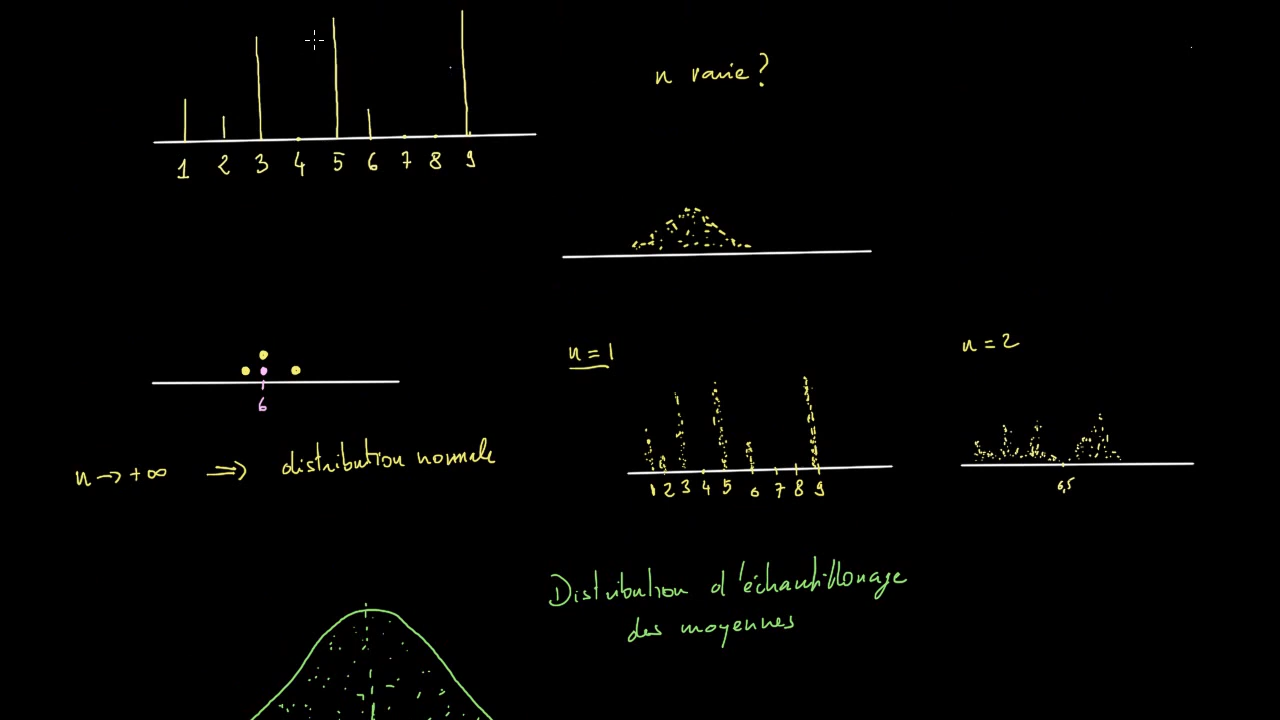 n varie ?
1 2 3 4 5 6 7 8 9
n = 1
n = 2
6
1 2 3 4 5 6 7 8 9
6,5
n → +∞ ⇒ distribution normale
Distribution d'échantillonage
des moyennes